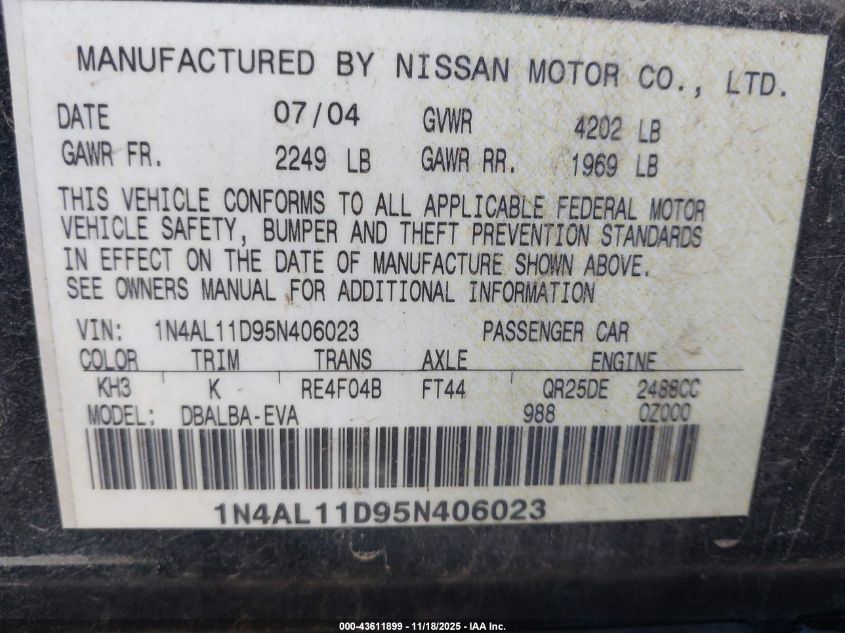 MANUFACTURED BY NISSAN MOTOR CO., LTD.
DATE 07/04 GVWR 4202 LB
GAWR FR. 2249 LB GAWR RR. 1969 LB
THIS VEHICLE CONFORMS TO ALL APPLICABLE FEDERAL MOTOR
VEHICLE SAFETY, BUMPER AND THEFT PREVENTION STANDARDS
IN EFFECT ON THE DATE OF MANUFACTURE SHOWN ABOVE.
SEE OWNERS MANUAL FOR ADDITIONAL INFORMATION
VIN: 1N4AL11D95N406023 PASSENGER CAR
COLOR TRIM TRANS AXLE ENGINE
KH3 K RE4F04B FT44 QR25DE 2488CC
MODEL: DBALBA-EVA 988 0Z000
1N4AL11D95N406023
000-43611899 - 11/18/2025 - IAA Inc.